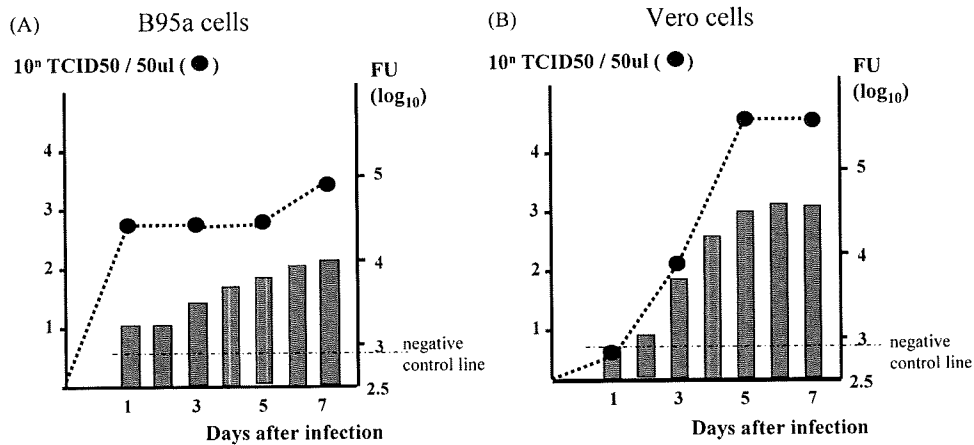 (A) B95a cells
10ⁿ TCID50 / 50ul ( ● )
FU
(log₁₀)
4
3
2
1
5
4
3
2.5
negative
control line
1 3 5 7
Days after infection
(B) Vero cells
10ⁿ TCID50 / 50ul ( ● )
FU
(log₁₀)
4
3
2
1
5
4
3
2.5
negative
control line
1 3 5 7
Days after infection